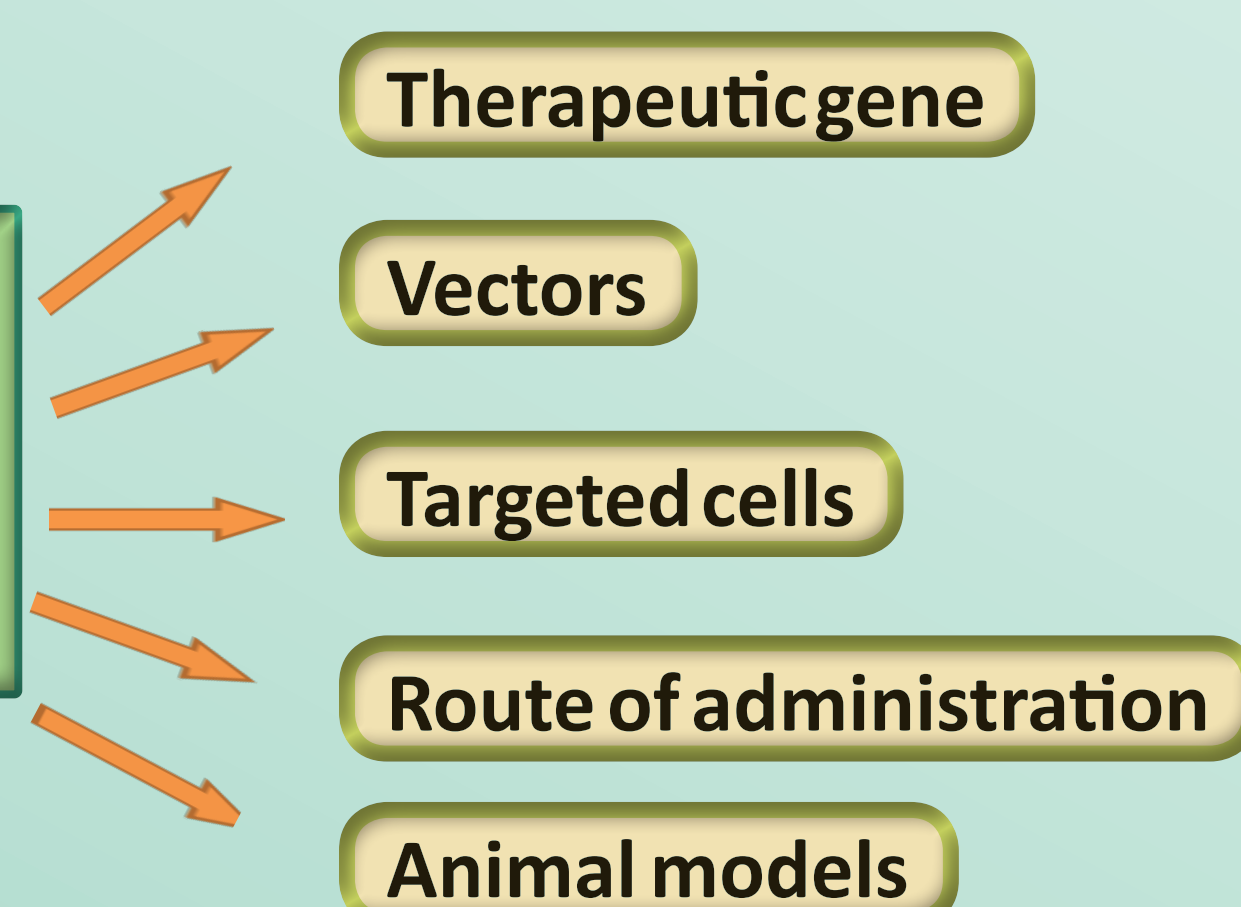 Therapeutic gene
Vectors
Targeted cells
Route of administration
Animal models